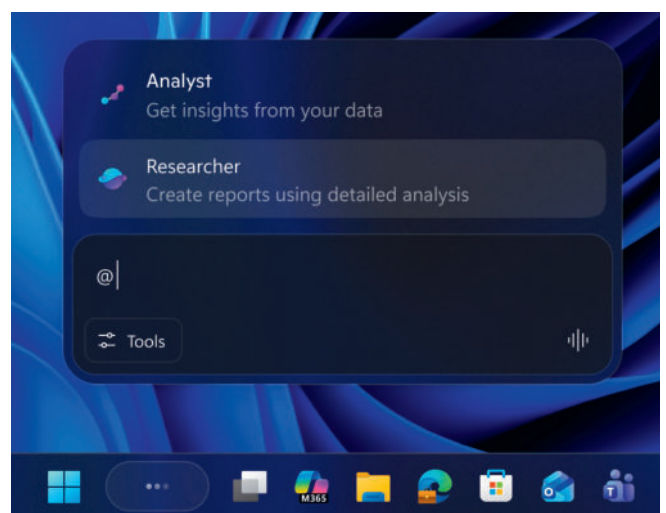 Analyst
Get insights from your data
Researcher
Create reports using detailed analysis
@
Tools
M365
O
T